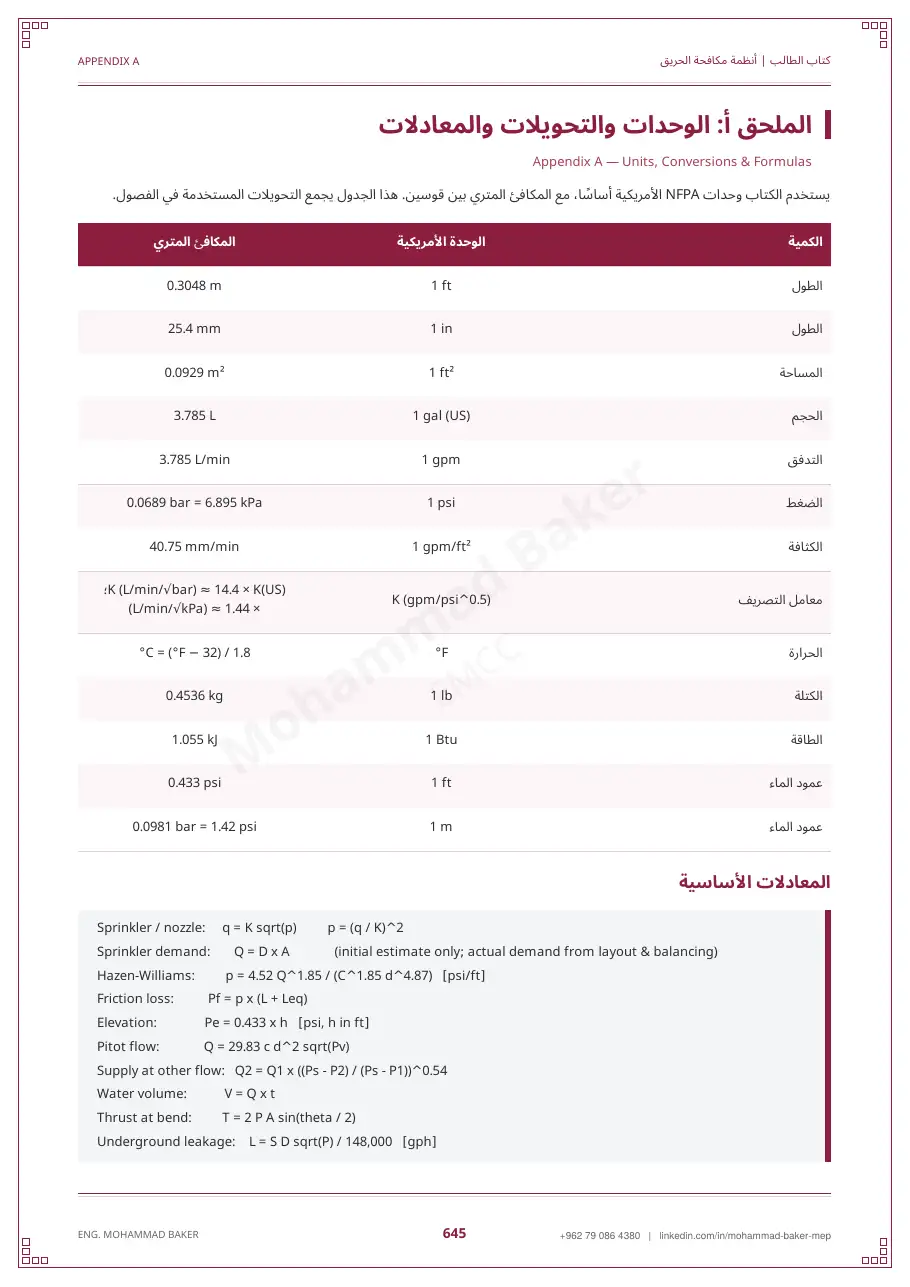 كتاب الطالب | أنظمة مكافحة الحريق
APPENDIX A
الملحق أ: الوحدات والتحويلات والمعادلات
Appendix A — Units, Conversions & Formulas
يستخدم الكتاب وحدات NFPA الأمريكية أساسًا، مع المكافئ المتري بين قوسين. هذا الجدول يجمع التحويلات المستخدمة في الفصول.
الكمية الوحدة الأمريكية المكافئ المتري
الطول 1 ft 0.3048 m
الطول 1 in 25.4 mm
المساحة 1 ft² 0.0929 m²
الحجم 1 gal (US) 3.785 L
التدفق 1 gpm 3.785 L/min
الضغط 1 psi 0.0689 bar = 6.895 kPa
الكثافة 1 gpm/ft² 40.75 mm/min
معامل التصريف K (gpm/psi^0.5) K (L/min/√bar) ≈ 14.4 × K(US)؛
(L/min/√kPa) ≈ 1.44 ×
الحرارة °F °C = (°F − 32) / 1.8
الكتلة 1 lb 0.4536 kg
الطاقة 1 Btu 1.055 kJ
عمود الماء 1 ft 0.433 psi
عمود الماء 1 m 0.0981 bar = 1.42 psi
Mohammad Baker
EMCC
المعادلات الأساسية
Sprinkler / nozzle: q = K sqrt(p) p = (q / K)^2
Sprinkler demand: Q = D x A (initial estimate only; actual demand from layout & balancing)
Hazen-Williams: p = 4.52 Q^1.85 / (C^1.85 d^4.87) [psi/ft]
Friction loss: Pf = p x (L + Leq)
Elevation: Pe = 0.433 x h [psi, h in ft]
Pitot flow: Q = 29.83 c d^2 sqrt(Pv)
Supply at other flow: Q2 = Q1 x ((Ps - P2) / (Ps - P1))^0.54
Water volume: V = Q x t
Thrust at bend: T = 2 P A sin(theta / 2)
Underground leakage: L = S D sqrt(P) / 148,000 [gph]
ENG. MOHAMMAD BAKER
645
+962 79 086 4380 | linkedin.com/in/mohammad-baker-mep